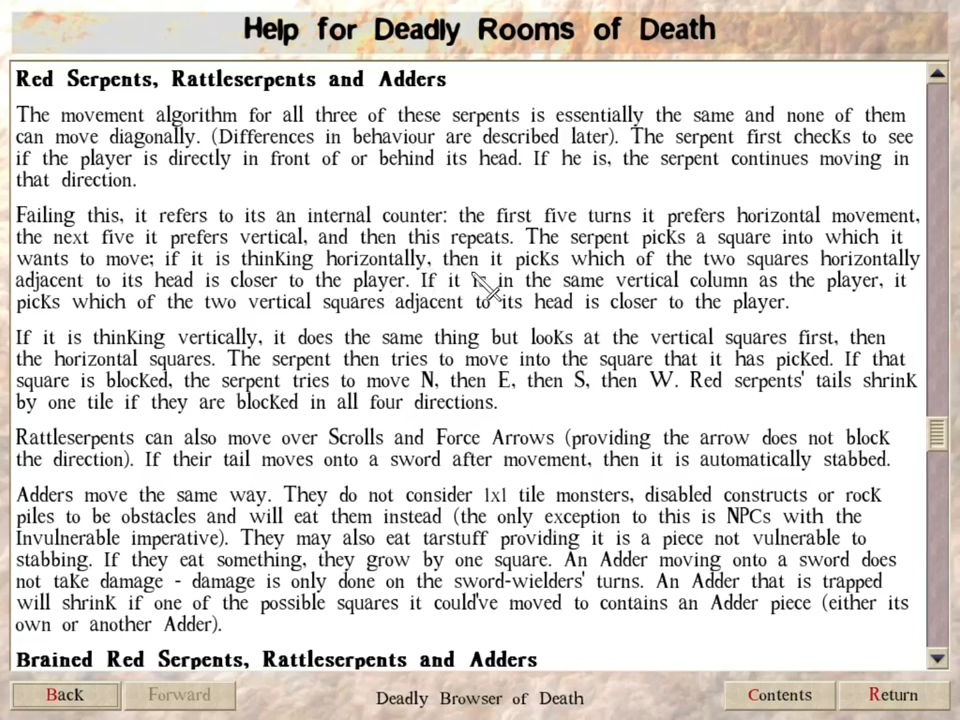 Help for Deadly Rooms of Death
Red Serpents, Rattleserpents and Adders
The movement algorithm for all three of these serpents is essentially the same and none of them
can move diagonally. (Differences in behaviour are described later). The serpent first checks to see
if the player is directly in front of or behind its head. If he is, the serpent continues moving in
that direction.
Failing this, it refers to its an internal counter: the first five turns it prefers horizontal movement,
the next five it prefers vertical, and then this repeats. The serpent picks a square into which it
wants to move; if it is thinking horizontally, then it picks which of the two squares horizontally
adjacent to its head is closer to the player. If it is in the same vertical column as the player, it
picks which of the two vertical squares adjacent to its head is closer to the player.
If it is thinking vertically, it does the same thing but looks at the vertical squares first, then
the horizontal squares. The serpent then tries to move into the square that it has picked. If that
square is blocked, the serpent tries to move N, then E, then S, then W. Red serpents' tails shrink
by one tile if they are blocked in all four directions.
Rattleserpents can also move over Scrolls and Force Arrows (providing the arrow does not block
the direction). If their tail moves onto a sword after movement, then it is automatically stabbed.
Adders move the same way. They do not consider 1x1 tile monsters, disabled constructs or rock
piles to be obstacles and will eat them instead (the only exception to this is NPCs with the
Invulnerable imperative). They may also eat tarstuff providing it is a piece not vulnerable to
stabbing. If they eat something, they grow by one square. An Adder moving onto a sword does
not take damage - damage is only done on the sword-wielders' turns. An Adder that is trapped
will shrink if one of the possible squares it could've moved to contains an Adder piece (either its
own or another Adder).
Brained Red Serpents, Rattleserpents and Adders
Back
Forward
Deadly Browser of Death
Contents
Return